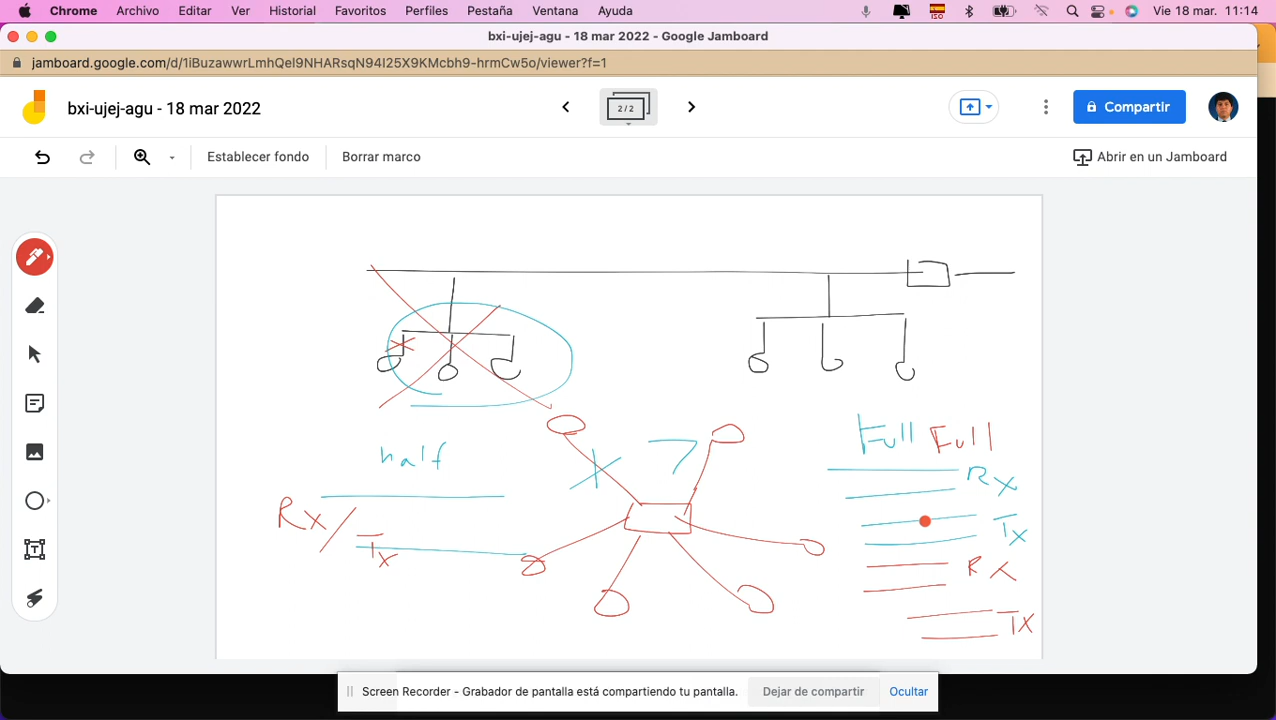 Chrome Archivo Editar Ver Historial Favoritos Perfiles Pestaña Ventana Ayuda ISO Vie 18 mar. 11:14
bxi-ujej-agu - 18 mar 2022 - Google Jamboard
jamboard.google.com/d/1iBuzawwrLmhQeI9NHARsqN94I25X9KMcbh9-hrmCw5o/viewer?f=1
bxi-ujej-agu - 18 mar 2022
2/2
Compartir
Establecer fondo Borrar marco Abrir en un Jamboard
half
Rx/Tx
7
Full Full
Rx
Tx
Rx
Tx
Screen Recorder - Grabador de pantalla está compartiendo tu pantalla. Dejar de compartir Ocultar